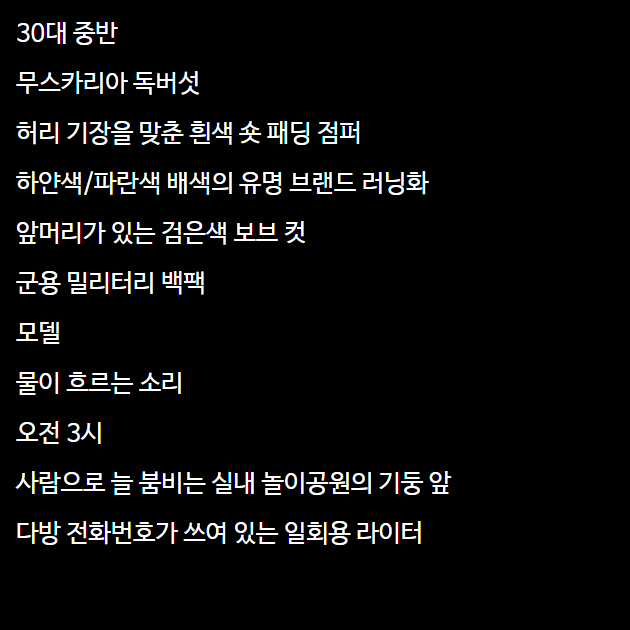 30대 중반
무스카리아 독버섯
허리 기장을 맞춘 흰색 숏 패딩 점퍼
하얀색/파란색 배색의 유명 브랜드 러닝화
앞머리가 있는 검은색 보브 컷
군용 밀리터리 백팩
모델
물이 흐르는 소리
오전 3시
사람으로 늘 붐비는 실내 놀이공원의 기둥 앞
다방 전화번호가 쓰여 있는 일회용 라이터